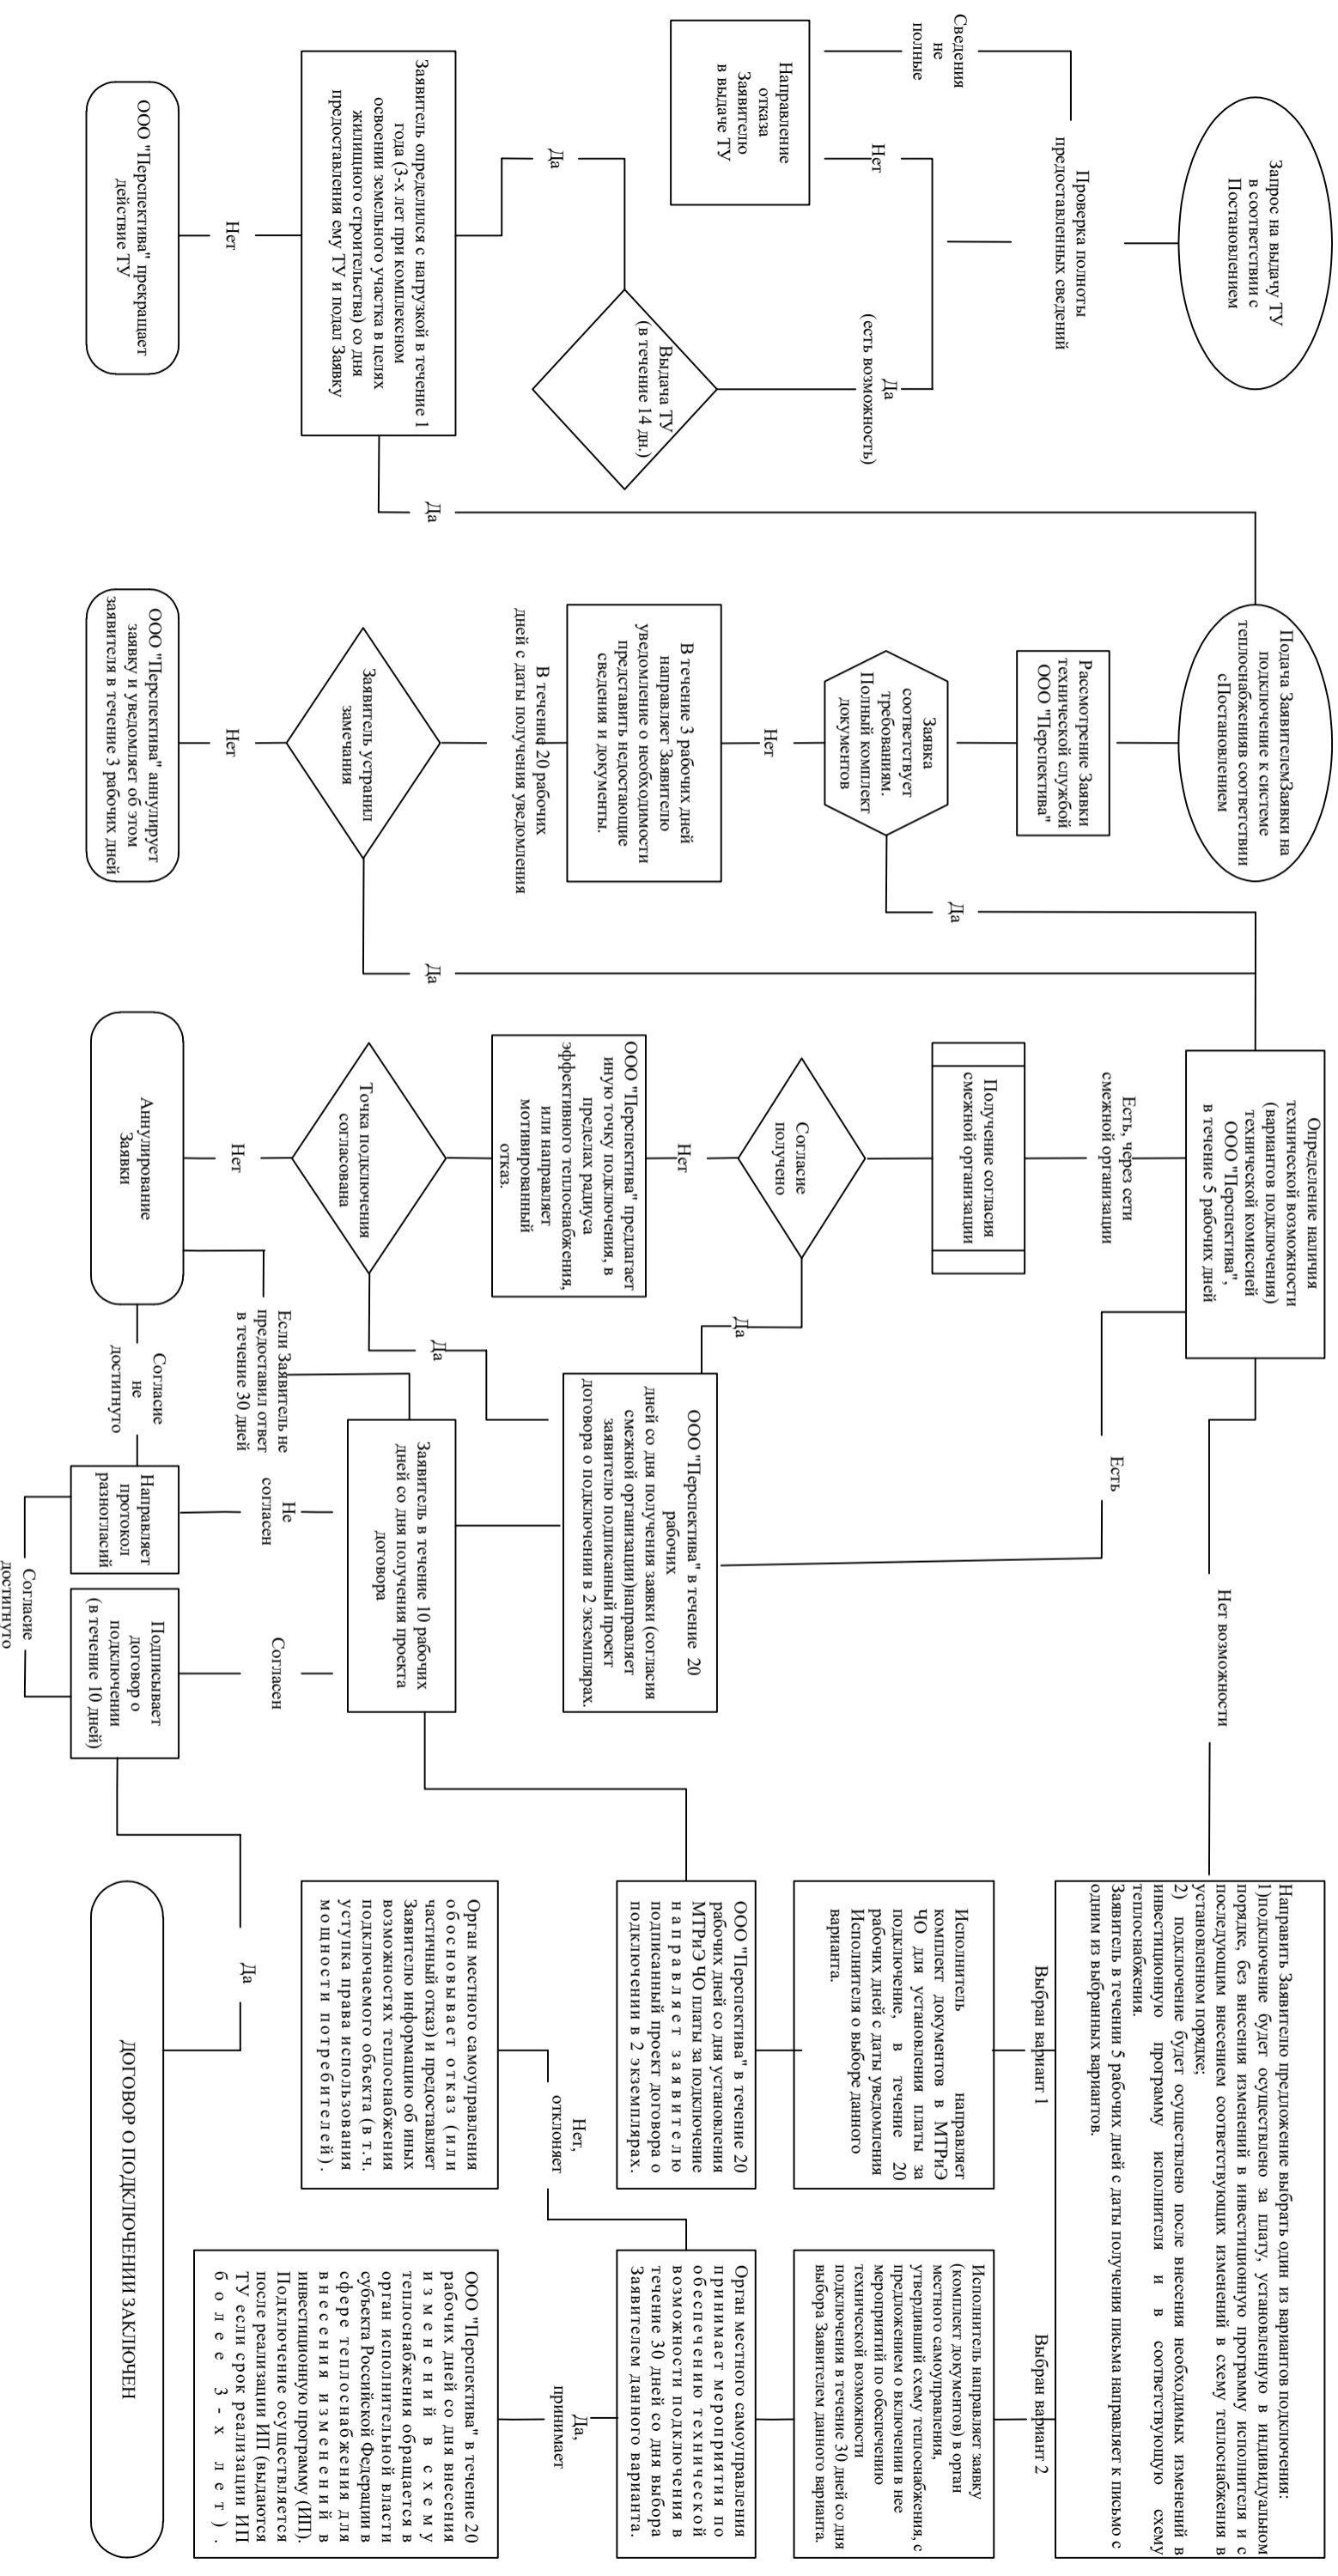 Запрос на выдачу ТУ
в соответствии с
Постановлением
Проверка полноты
предоставленных сведений
Сведения
не
полные
Нет
Да
(есть возможность)
Направление
отказа
Заявителю
в выдаче ТУ
Выдача ТУ
(в течение 14 дн.)
Да
Заявитель определился с нагрузкой в течение 1
года (3-х лет при комплексном
освоении земельного участка в целях
жилищного строительства) со дня
предоставления ему ТУ и подал Заявку
Да
Нет
ООО "Перспектива" прекращает
действие ТУ
Подача ЗаявителемЗаявки на
подключение к системе
теплоснабженияв соответствии
сПостановлением
Рассмотрение Заявки
технической службой
ООО "Перспектива"
Заявка
соответствует
требованиям.
Полный комплект
документов
Да
Нет
В течение 3 рабочих дней
направляет Заявителю
уведомление о необходимости
представить недостающие
сведения и документы.
В течение 20 рабочих
дней с даты получения уведомления
Заявитель устранил
замечания
Да
Нет
ООО "Перспектива" аннулирует
заявку и уведомляет об этом
заявителя в течение 3 рабочих дней
Определение наличия
технической возможности
(вариантов подключения)
технической комиссией
ООО "Перспектива",
в течение 5 рабочих дней
Есть, через сети
смежной организации
Есть
Нет возможности
Получение согласия
смежной организации
Согласие
получено
Да
Нет
ООО "Перспектива" предлагает
иную точку подключения, в
пределах радиуса
эффективного теплоснабжения,
или направляет
мотивированный
отказ.
Точка подключения
согласована
Да
Нет
Аннулирование
Заявки
ООО "Перспектива" в течение 20
рабочих
дней со дня получения заявки (согласия
смежной организации)направляет
заявителю подписанный проект
договора о подключении в 2 экземплярах.
Заявитель в течение 10 рабочих
дней со дня получения проекта
договора
Если Заявитель не
предоставил ответ
в течение 30 дней
Не
согласен
Согласен
Согласие
не
достигнуто
Направляет
протокол
разногласий
Подписывает
договор о
подключении
(в течение 10 дней)
Согласие
достигнуто
Направить Заявителю предложение выбрать один из вариантов подключения:
1)подключение будет осуществлено за плату, установленную в индивидуальном
порядке, без внесения изменений в инвестиционную программу исполнителя и с
последующим внесением соответствующих изменений в схему теплоснабжения в
установленном порядке;
2) подключение будет осуществлено после внесения необходимых изменений в
инвестиционную программу исполнителя и в соответствующую схему
теплоснабжения.
Заявитель в течении 5 рабочих дней с даты получения письма направляет к письмо с
одним из выбранных вариантов.
Выбран вариант 1
Выбран вариант 2
Исполнитель направляет
комплект документов в МТРиЭ
ЧО для установления платы за
подключение, в течение 20
рабочих дней с даты уведомления
Исполнителя о выборе данного
варианта.
Исполнитель направляет заявку
(комплект документов) в орган
местного самоуправления,
утвердивший схему теплоснабжения, с
предложением о включении в нее
мероприятий по обеспечению
технической возможности
подключения в течение 30 дней со дня
выбора Заявителем данного варианта.
ООО "Перспектива" в течение 20
рабочих дней со дня установления
МТРиЭ ЧО платы за подключение
направляет заявителю
подписанный проект договора о
подключении в 2 экземплярах.
Орган местного самоуправления
принимает мероприятия по
обеспечению технической
возможности подключения в
течение 30 дней со дня выбора
Заявителем данного варианта.
Нет,
отклоняет
Да,
принимает
Орган местного самоуправления
обосновывает отказ (или
частичный отказ) и предоставляет
Заявителю информацию об иных
возможностях теплоснабжения
подключаемого объекта (в т.ч.
уступка права использования
мощности потребителей).
ООО "Перспектива" в течение 20
рабочих дней со дня внесения
изменений в схему
теплоснабжения обращается в
орган исполнительной власти
субъекта Российской Федерации в
сфере теплоснабжения для
внесения изменений в
инвестиционную программу (ИП).
Подключение осуществляется
после реализации ИП (выдаются
ТУ если срок реализации ИП
более 3-х лет).
Да
ДОГОВОР О ПОДКЛЮЧЕНИИ ЗАКЛЮЧЕН